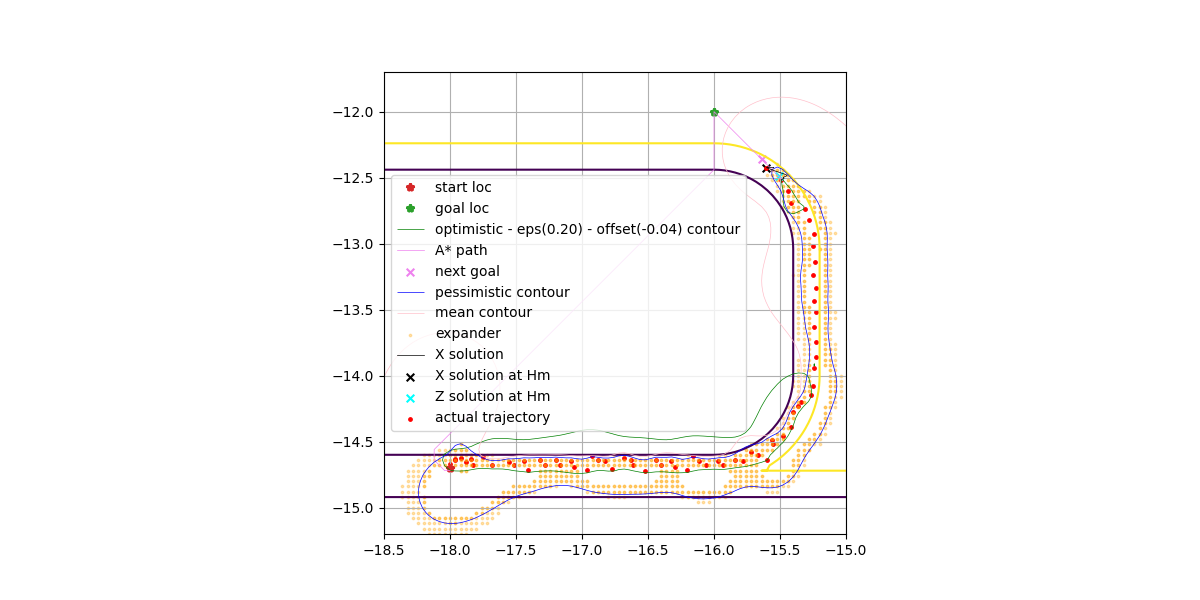 −12.0
−12.5
−13.0
−13.5
−14.0
−14.5
−15.0
start loc
goal loc
optimistic - eps(0.20) - offset(-0.04) contour
A* path
next goal
pessimistic contour
mean contour
expander
X solution
X solution at Hm
Z solution at Hm
actual trajectory
−18.5 −18.0 −17.5 −17.0 −16.5 −16.0 −15.5 −15.0